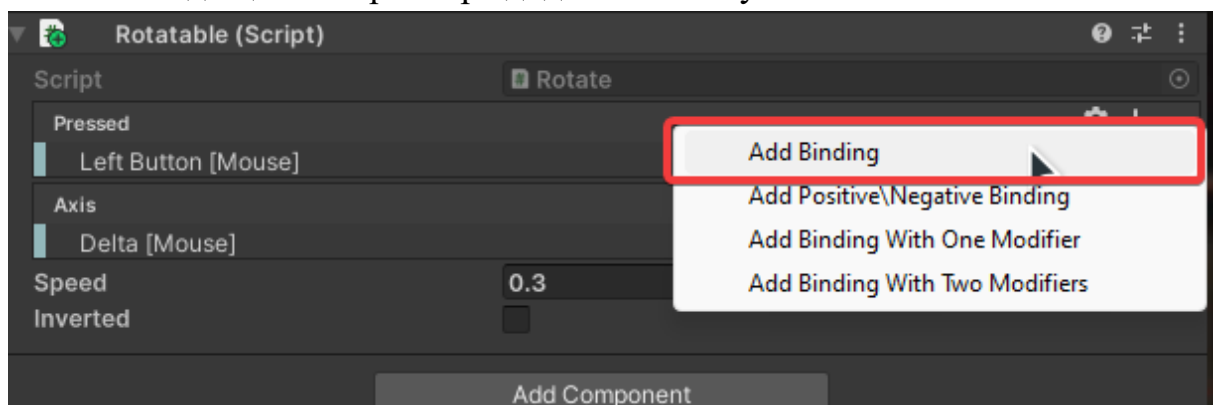 Rotatable (Script)
Script
Rotate
Pressed
Left Button [Mouse]
Add Binding
Add Positive\Negative Binding
Add Binding With One Modifier
Add Binding With Two Modifiers
Axis
Delta [Mouse]
Speed
0.3
Inverted
Add Component